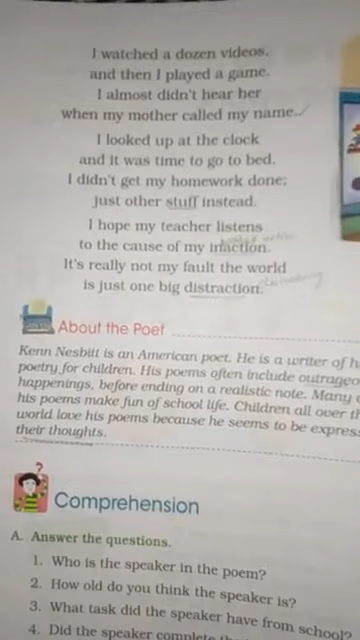 I watched a dozen videos,
and then I played a game.
I almost didn't hear her
when my mother called my name.
I looked up at the clock
and it was time to go to bed.
I didn't get my homework done;
just other stuff instead.
I hope my teacher listens
to the cause of my infaction.
It's really not my fault the world
is just one big distraction.
About the Poet
Kenn Nesbitt is an American poet. He is a writer of
poetry for children. His poems often include
happenings, before ending on a realistic note. Many
his poems make fun of school life. Children all over
world love his poems because he seems to be
their thoughts.
?
Comprehension
A. Answer the questions.
1. Who is the speaker in the poem?
2. How old do you think the speaker is?
3. What task did the speaker have from school?
4. Did the speaker complete